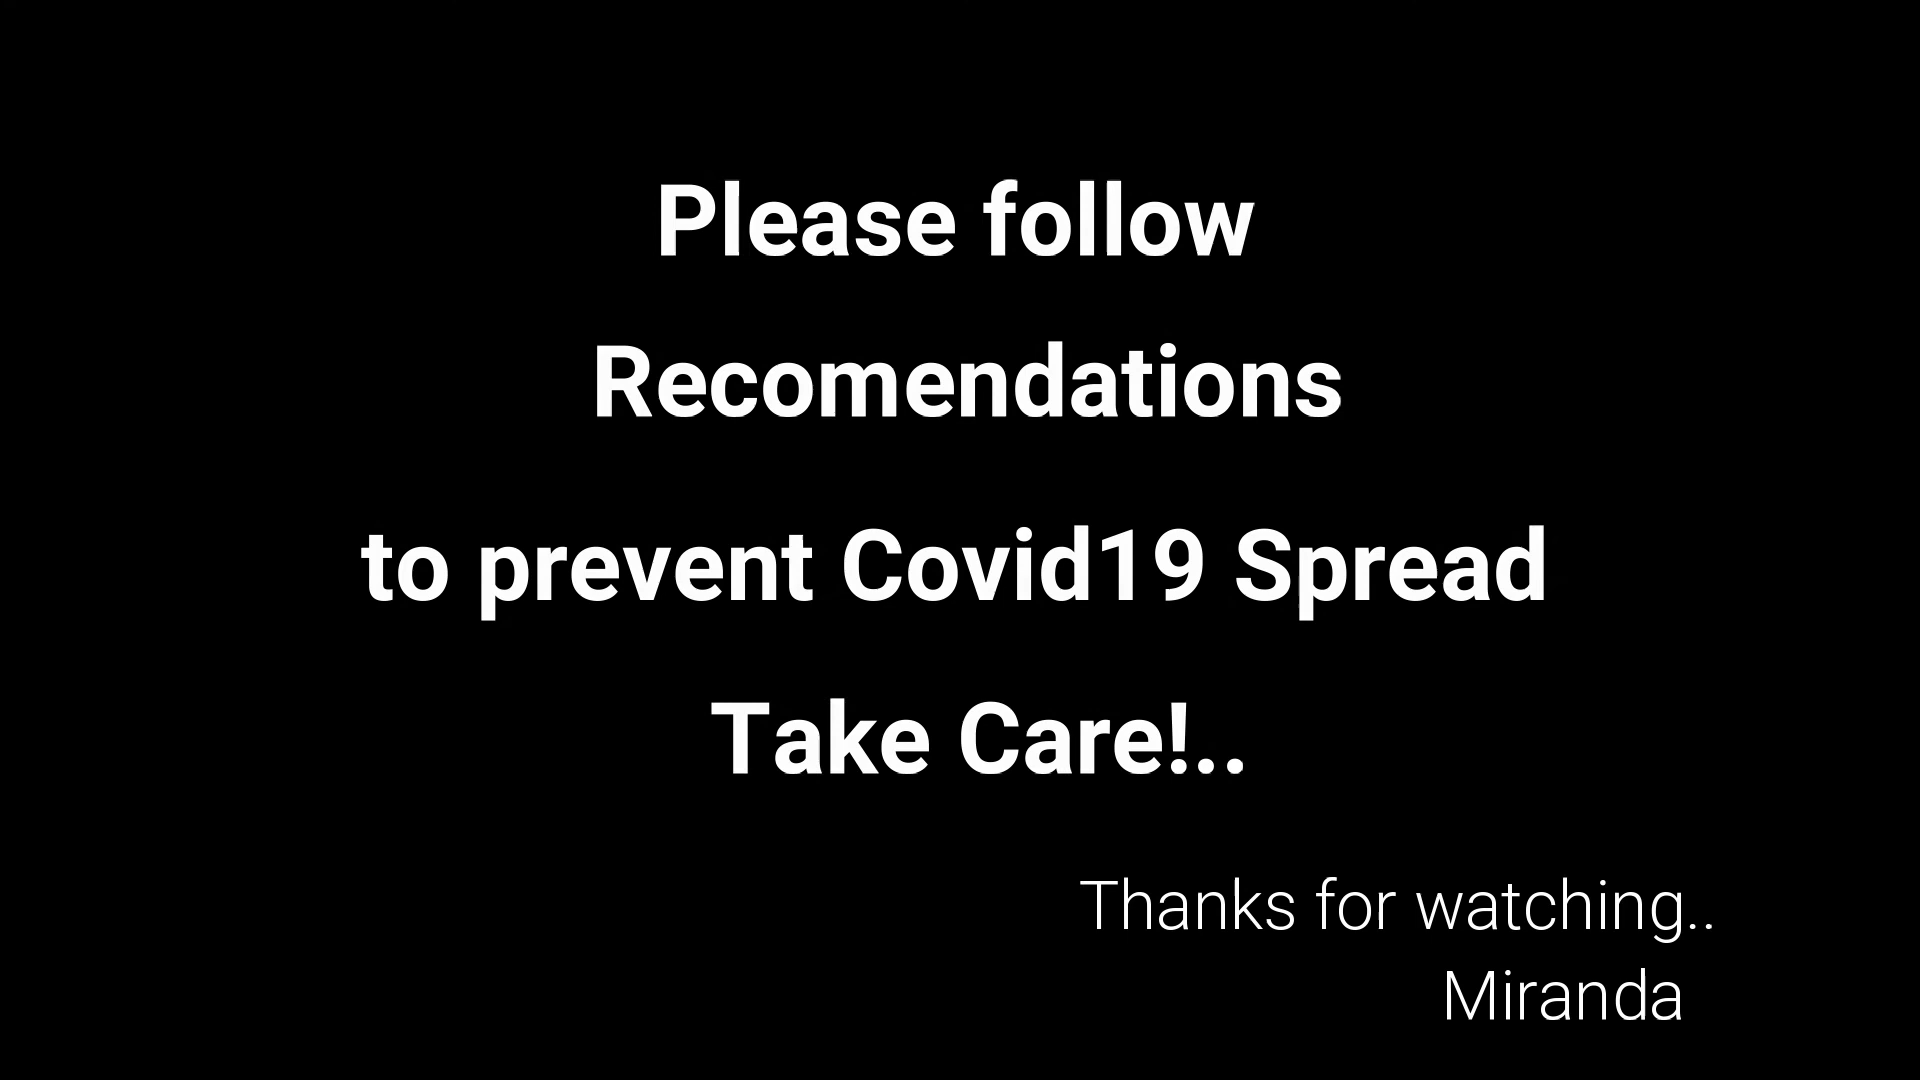 Please follow
Recomendations
to prevent Covid19 Spread
Take Care!..
Thanks for watching..
Miranda